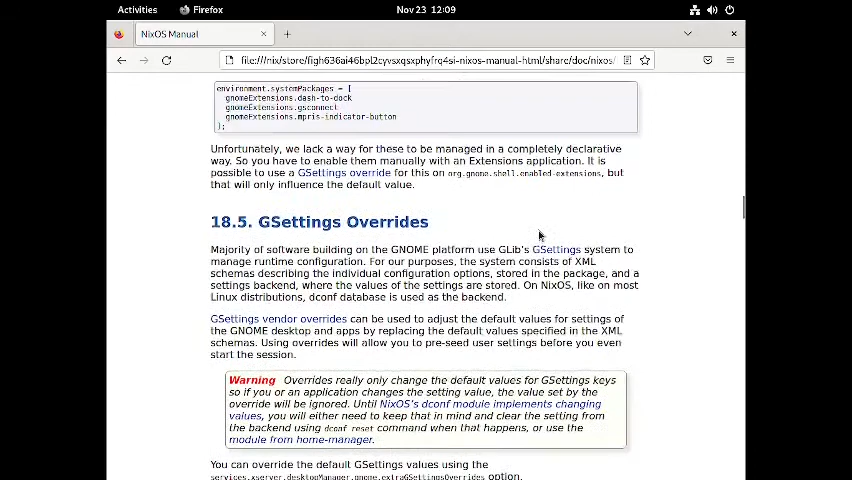 Activities Firefox Nov 23 12:09
NixOS Manual
file:///nix/store/figh636ai46bpl2cyvsxqsxphyfrq4si-nixos-manual-html/share/doc/nixos/
environment.systemPackages = [
gnomeExtensions.dash-to-dock
gnomeExtensions.gsconnect
gnomeExtensions.mpris-indicator-button
];
Unfortunately, we lack a way for these to be managed in a completely declarative
way. So you have to enable them manually with an Extensions application. It is
possible to use a GSettings override for this on org.gnome.shell.enabled-extensions, but
that will only influence the default value.
18.5. GSettings Overrides
Majority of software building on the GNOME platform use GLib's GSettings system to
manage runtime configuration. For our purposes, the system consists of XML
schemas describing the individual configuration options, stored in the package, and a
settings backend, where the values of the settings are stored. On NixOS, like on most
Linux distributions, dconf database is used as the backend.
GSettings vendor overrides can be used to adjust the default values for settings of
the GNOME desktop and apps by replacing the default values specified in the XML
schemas. Using overrides will allow you to pre-seed user settings before you even
start the session.
Warning Overrides really only change the default values for GSettings keys
so if you or an application changes the setting value, the value set by the
override will be ignored. Until NixOS's dconf module implements changing
values, you will either need to keep that in mind and clear the setting from
the backend using dconf reset command when that happens, or use the
module from home-manager.
You can override the default GSettings values using the
services.xserver.desktopManager.gnome.extraGSettingsOverrides option.